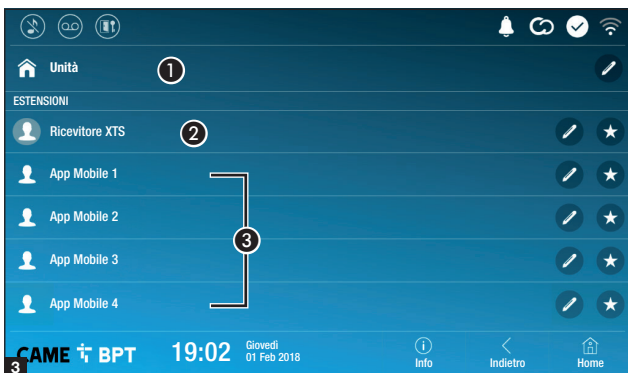 Unità
1
ESTENSIONI
Ricevitore XTS
2
App Mobile 1
App Mobile 2
3
App Mobile 3
App Mobile 4
CAME BPT
19:02
Giovedì
01 Feb 2018
Info
Indietro
Home
3